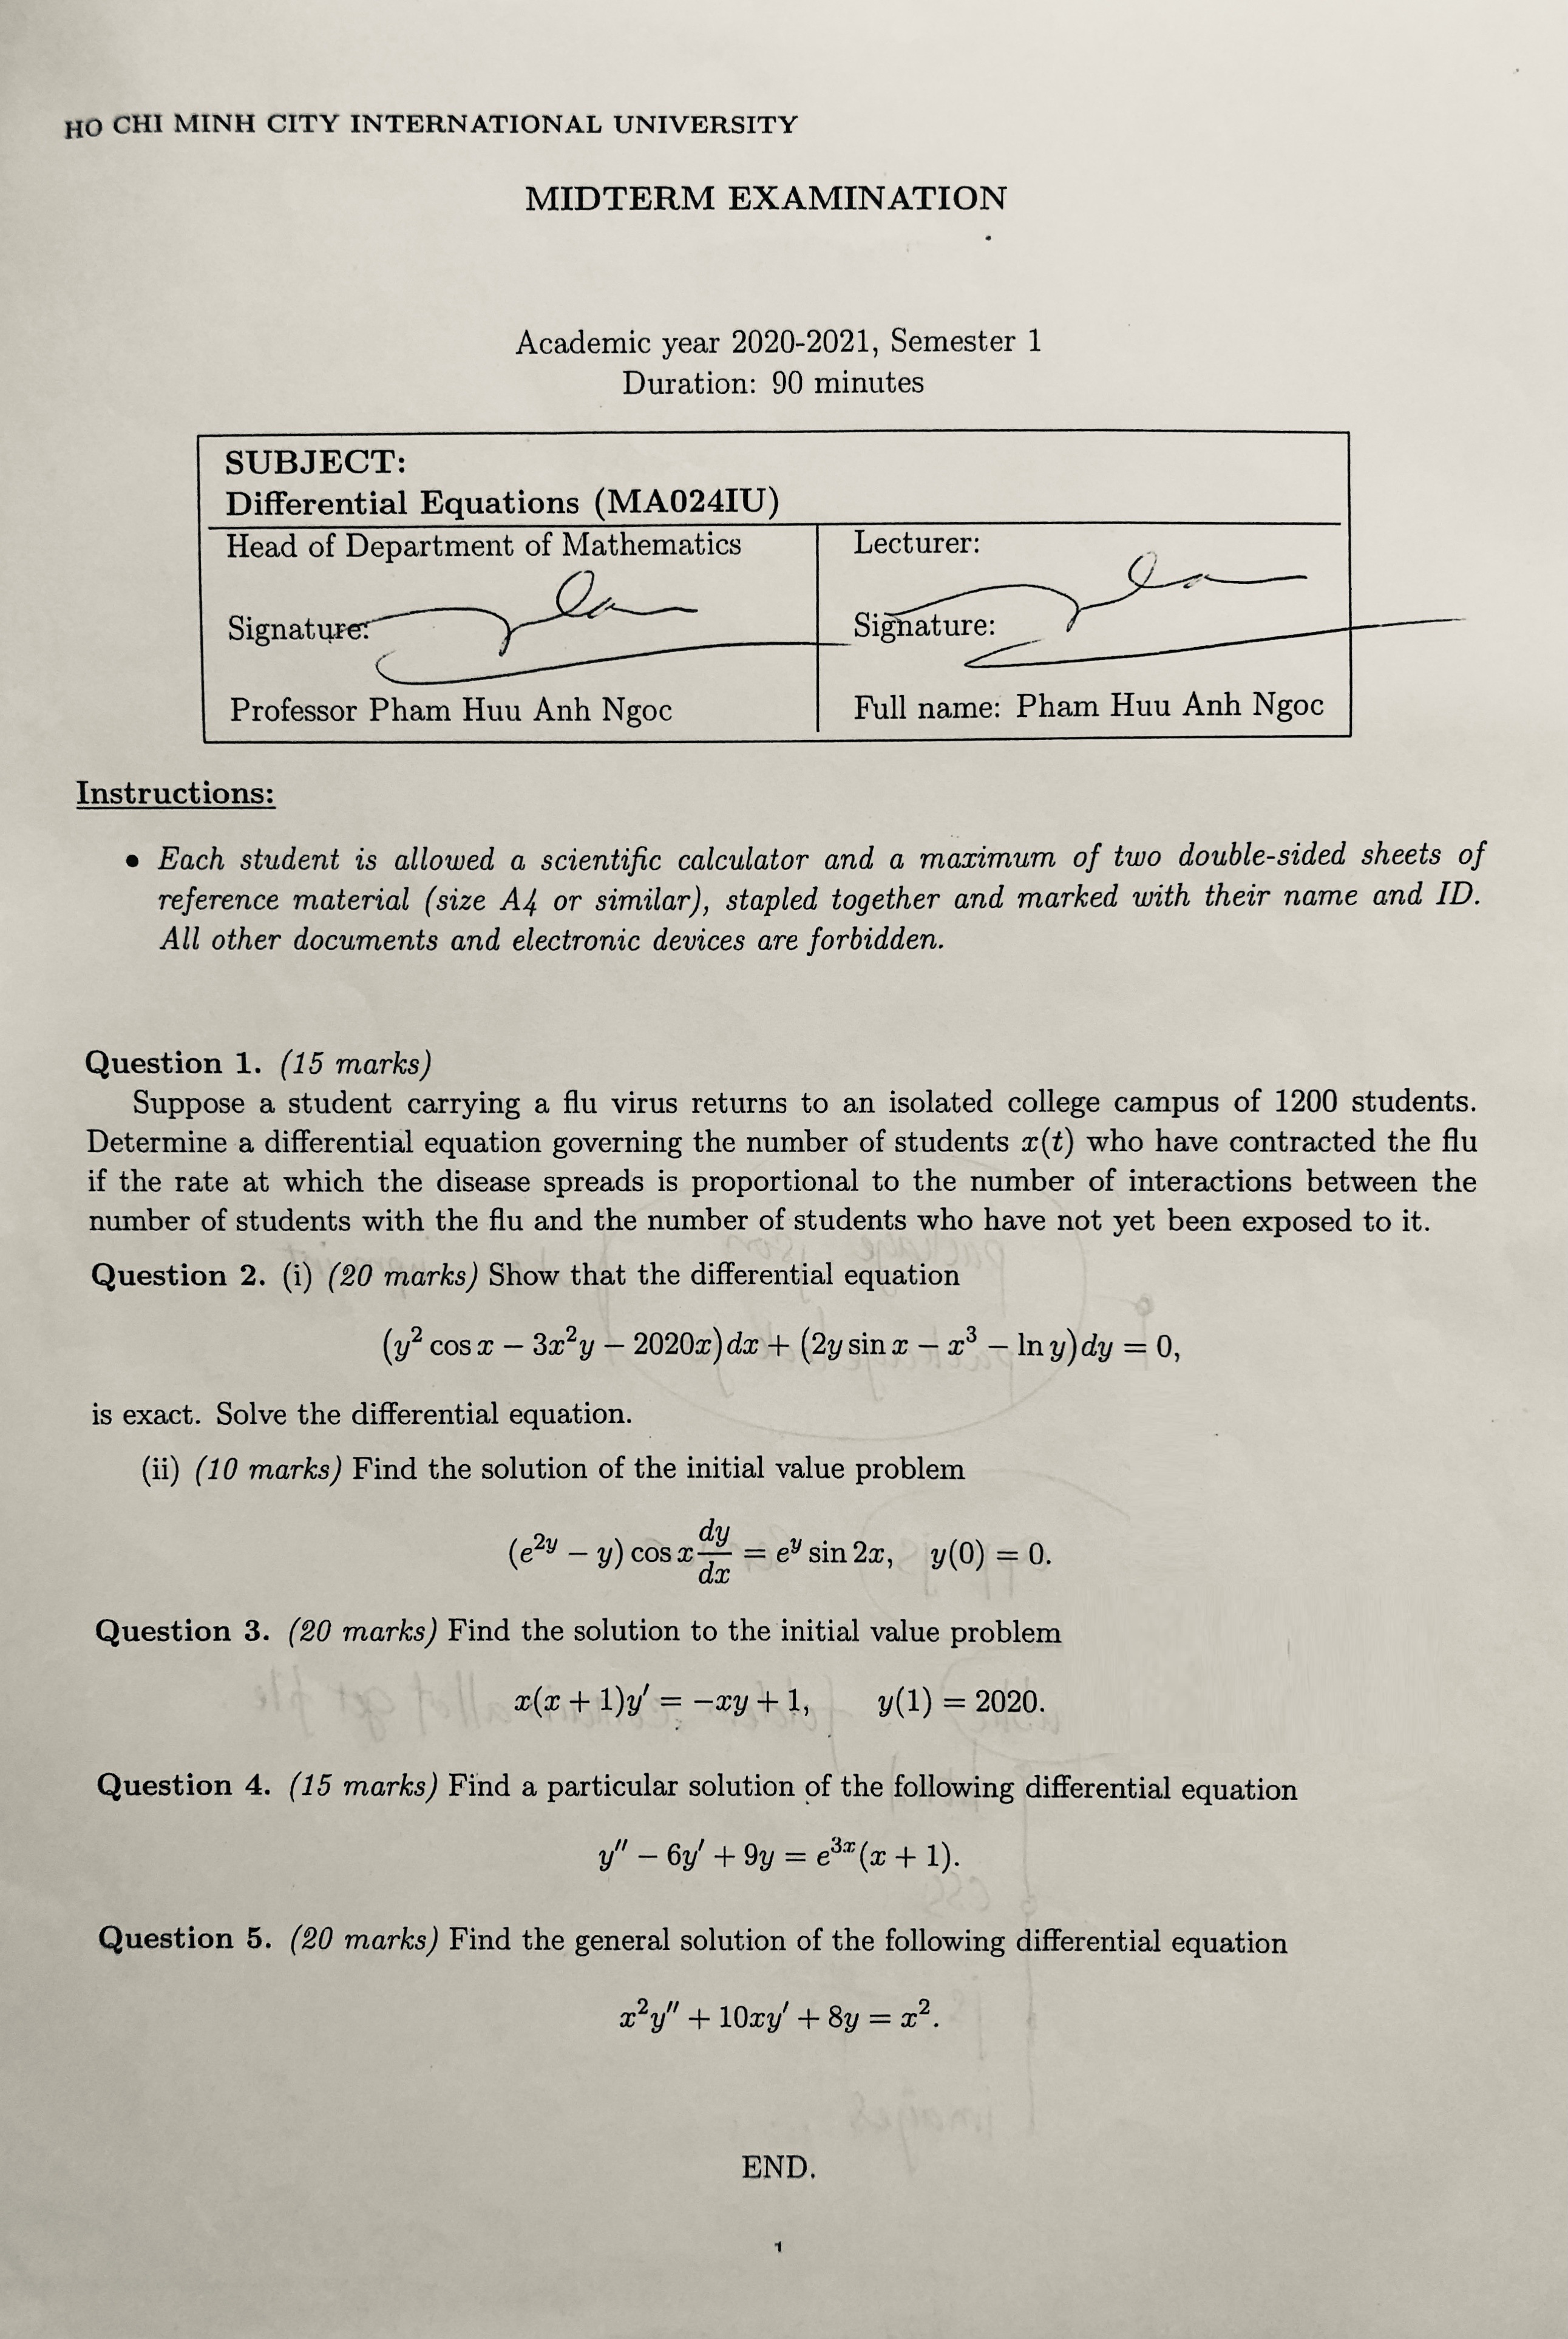 HO CHI MINH CITY INTERNATIONAL UNIVERSITY
MIDTERM EXAMINATION
Academic year 2020-2021, Semester 1
Duration: 90 minutes
SUBJECT:
Differential Equations (MA024IU)
Head of Department of Mathematics
Lecturer:
Signature:
Signature:
Professor Pham Huu Anh Ngoc
Full name: Pham Huu Anh Ngoc
Instructions:
• Each student is allowed a scientific calculator and a maximum of two double-sided sheets of
reference material (size A4 or similar), stapled together and marked with their name and ID.
All other documents and electronic devices are forbidden.
Question 1. (15 marks)
Suppose a student carrying a flu virus returns to an isolated college campus of 1200 students.
Determine a differential equation governing the number of students x(t) who have contracted the flu
if the rate at which the disease spreads is proportional to the number of interactions between the
number of students with the flu and the number of students who have not yet been exposed to it.
Question 2. (i) (20 marks) Show that the differential equation
(y² cos x − 3x²y − 2020x)dx + (2y sin x − x³ − ln y)dy = 0,
is exact. Solve the differential equation.
(ii) (10 marks) Find the solution of the initial value problem
(e^{2y} − y) cos x dy/dx = e^y sin 2x, y(0) = 0.
Question 3. (20 marks) Find the solution to the initial value problem
x(x + 1)y′ = −xy + 1, y(1) = 2020.
Question 4. (15 marks) Find a particular solution of the following differential equation
y″ − 6y′ + 9y = e^{3x}(x + 1).
Question 5. (20 marks) Find the general solution of the following differential equation
x²y″ + 10xy′ + 8y = x².
END.
1